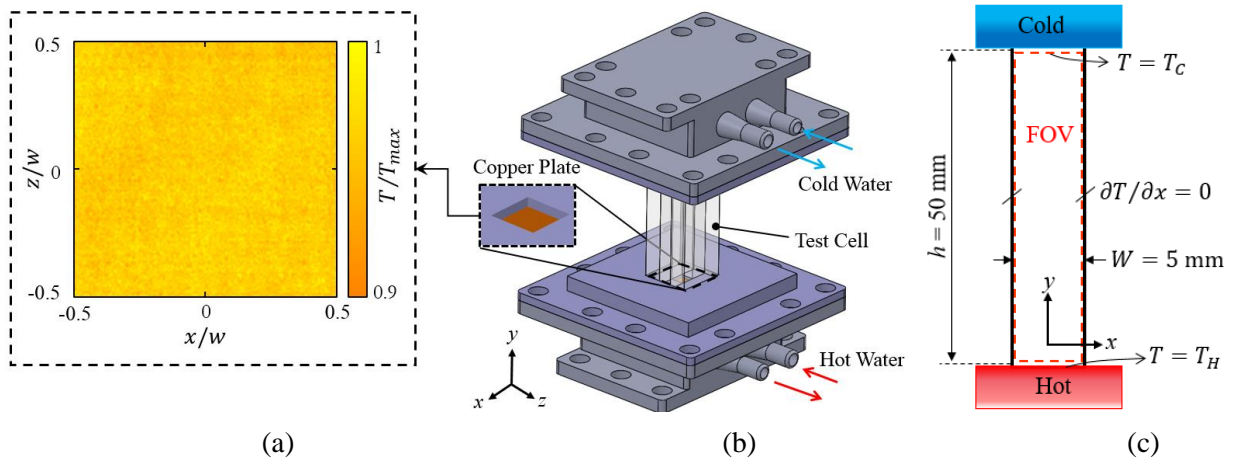 0.5
0
-0.5
z/w
-0.5
0
0.5
x/w
1
0.9
T/T_max
(a)
Copper Plate
Cold Water
Test Cell
Hot Water
y
x
z
(b)
Cold
T = T_C
FOV
h = 50 mm
∂T/∂x = 0
W = 5 mm
y
x
T = T_H
Hot
(c)